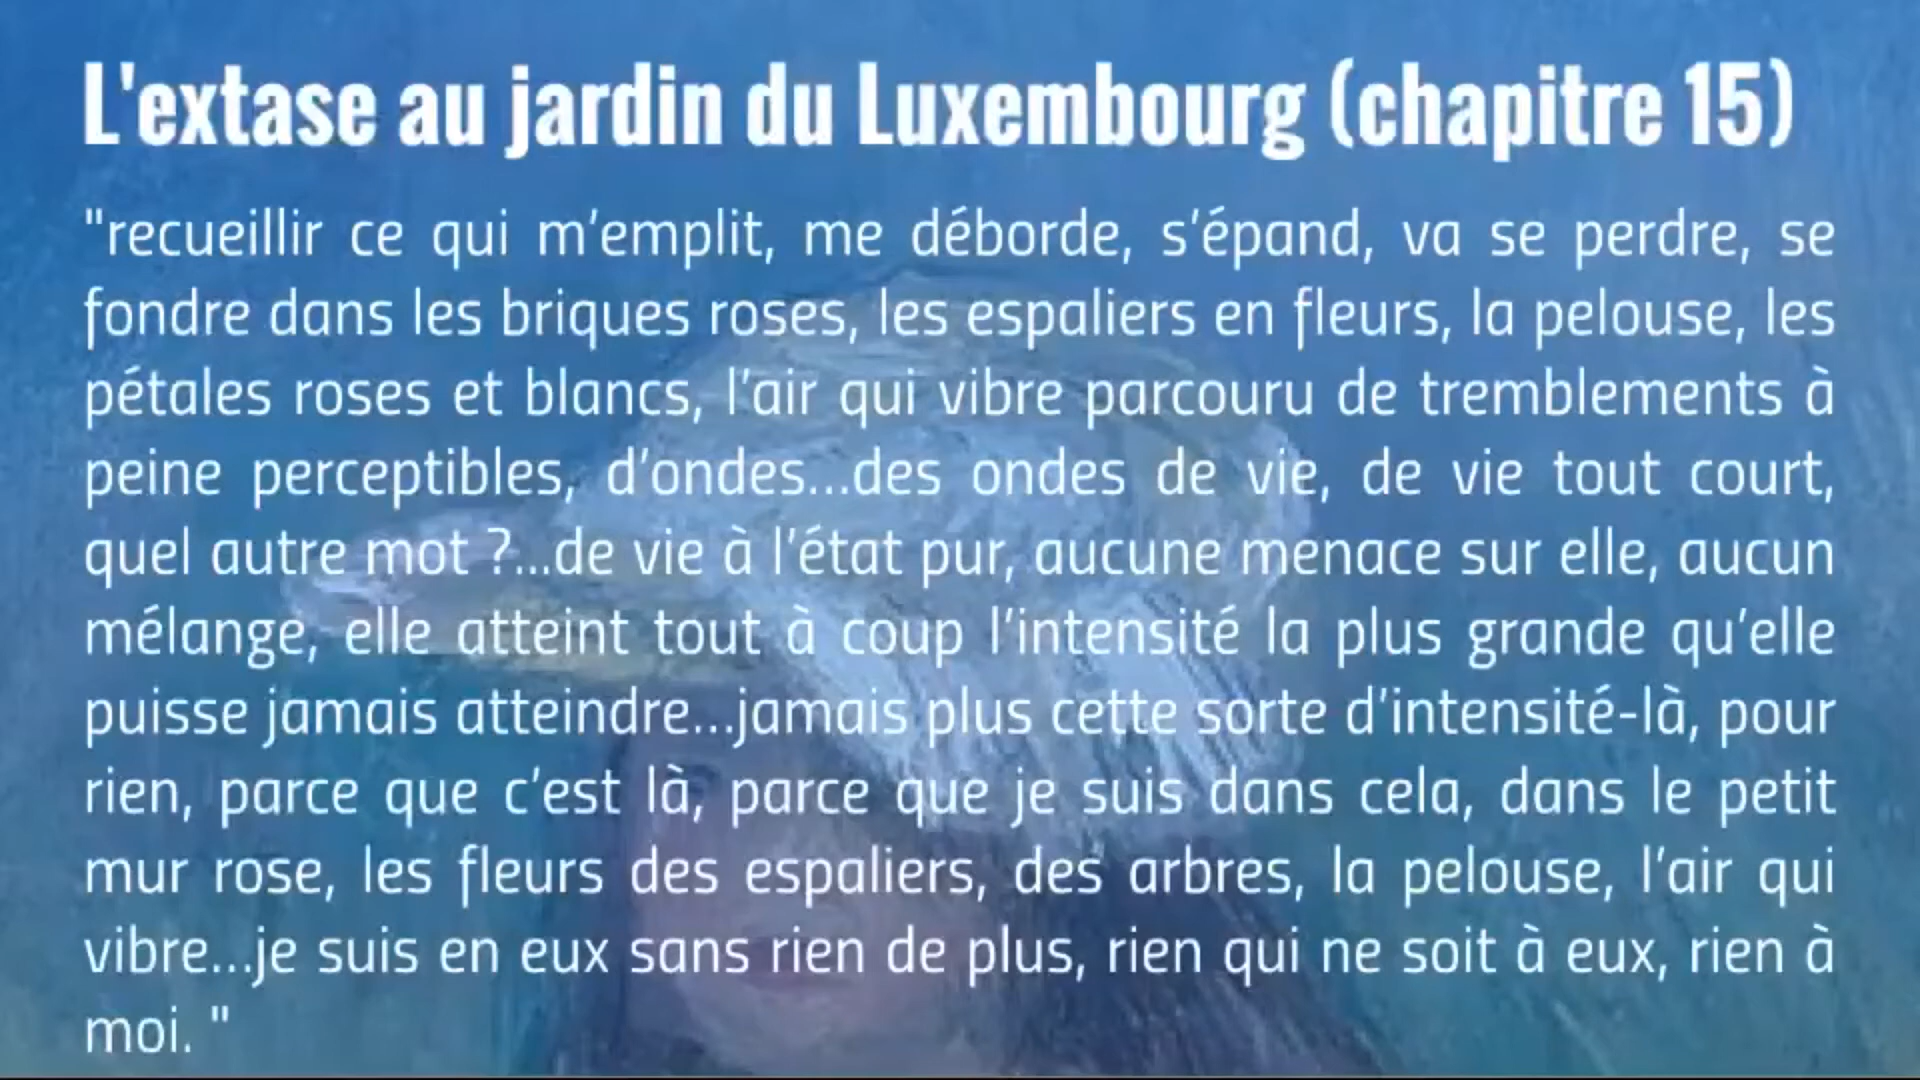 L'extase au jardin du Luxembourg (chapitre 15)
"recueillir ce qui m’emplit, me déborde, s’épand, va se perdre, se
fondre dans les briques roses, les espaliers en fleurs, la pelouse, les
pétales roses et blancs, l’air qui vibre parcouru de tremblements à
peine perceptibles, d’ondes...des ondes de vie, de vie tout court,
quel autre mot ?...de vie à l’état pur, aucune menace sur elle, aucun
mélange, elle atteint tout à coup l’intensité la plus grande qu’elle
puisse jamais atteindre...jamais plus cette sorte d’intensité-là, pour
rien, parce que c’est là, parce que je suis dans cela, dans le petit
mur rose, les fleurs des espaliers, des arbres, la pelouse, l’air qui
vibre...je suis en eux sans rien de plus, rien qui ne soit à eux, rien à
moi. "